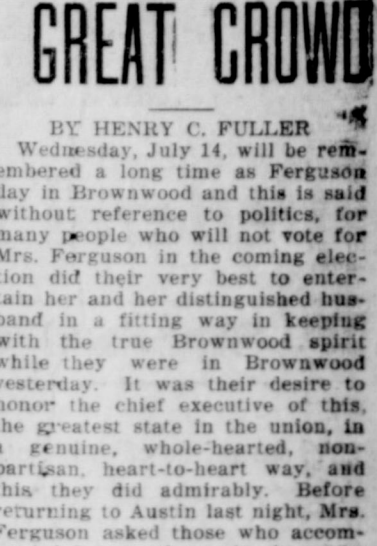 GREAT CROWD
BY HENRY C. FULLER
Wednesday, July 14, will be rem-
embered a long time as Ferguson
day in Brownwood and this is said
without reference to politics, for
many people who will not vote for
Mrs. Ferguson in the coming elec-
tion did their very best to enter-
tain her and her distinguished hus-
band in a fitting way in keeping
with the true Brownwood spirit
while they were in Brownwood
yesterday. It was their desire to
honor the chief executive of this,
the greatest state in the union, in
a genuine, whole-hearted, non-
partisan, heart-to-heart way, and
this they did admirably. Before
returning to Austin last night, Mrs.
Ferguson asked those who accom-